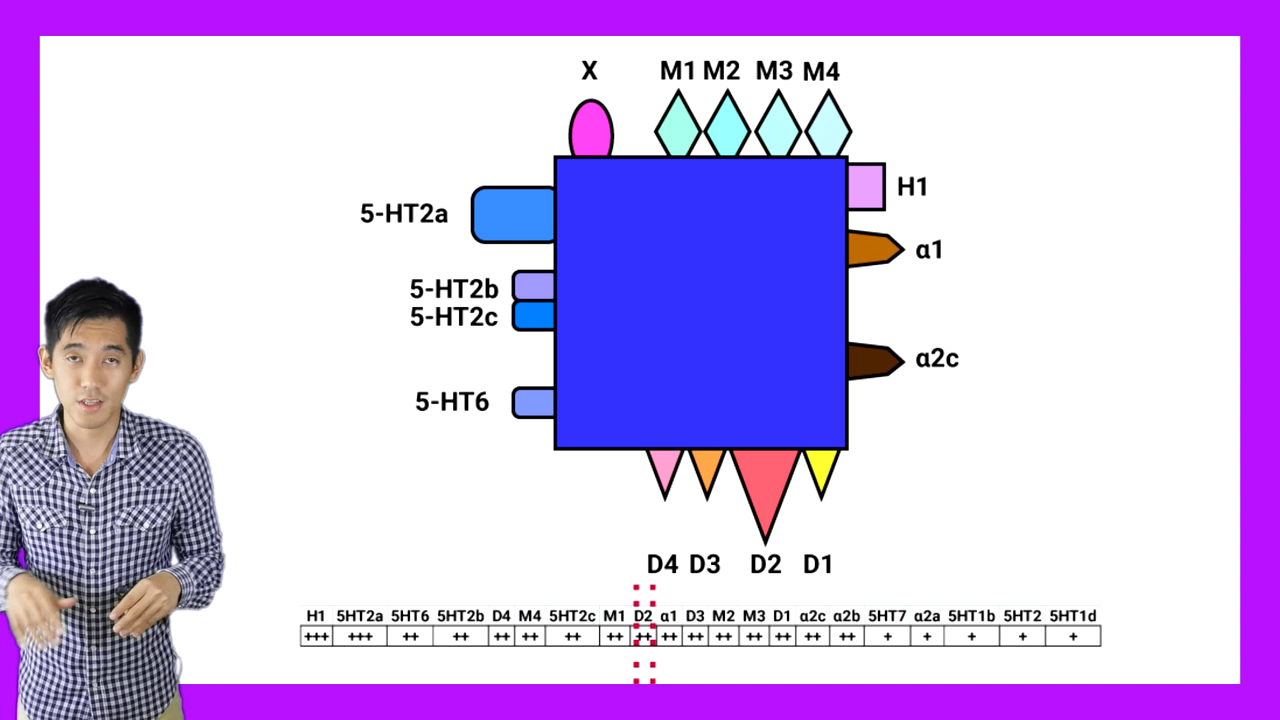 X M1 M2 M3 M4
H1
5-HT2a
α1
5-HT2b
5-HT2c
α2c
5-HT6
D4 D3 D2 D1
H1 5HT2a 5HT6 5HT2b D4 M4 5HT2c M1 D2 α1 D3 M2 M3 D1 α2c α2b 5HT7 α2a 5HT1b 5HT2 5HT1d
+++ +++ ++ ++ ++ ++ ++ ++ ++ ++ ++ ++ ++ ++ ++ ++ + + + + +